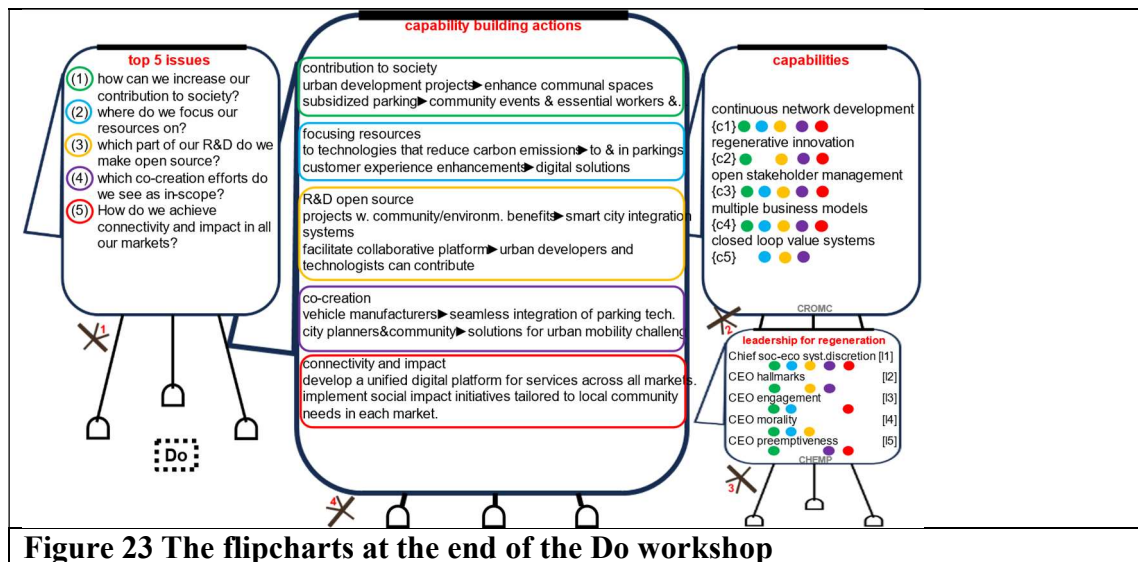 top 5 issues
(1) how can we increase our
contribution to society?
(2) where do we focus our
resources on?
(3) which part of our R&D do we
make open source?
(4) which co-creation efforts do
we see as in-scope?
(5) How do we achieve
connectivity and impact in all
our markets?
1
Do
capability building actions
contribution to society
urban development projects►enhance communal spaces
subsidized parking►community events & essential workers &.
focusing resources
to technologies that reduce carbon emissions►to & in parkings
customer experience enhancements►digital solutions
R&D open source
projects w. community/environm. benefits►smart city integration
systems
facilitate collaborative platform►urban developers and
technologists can contribute
co-creation
vehicle manufacturers►seamless integration of parking tech.
city planners&community►solutions for urban mobility challeng
connectivity and impact
develop a unified digital platform for services across all markets.
implement social impact initiatives tailored to local community
needs in each market.
4
capabilities
continuous network development
{c1}
regenerative innovation
{c2}
open stakeholder management
{c3}
multiple business models
{c4}
closed loop value systems
{c5}
CROMC
2
leadership for regeneration
Chief soc-eco syst.discretion [l1]
CEO hallmarks [l2]
CEO engagement [l3]
CEO morality [l4]
CEO preemptiveness [l5]
CHEMP
3
Figure 23 The flipcharts at the end of the Do workshop